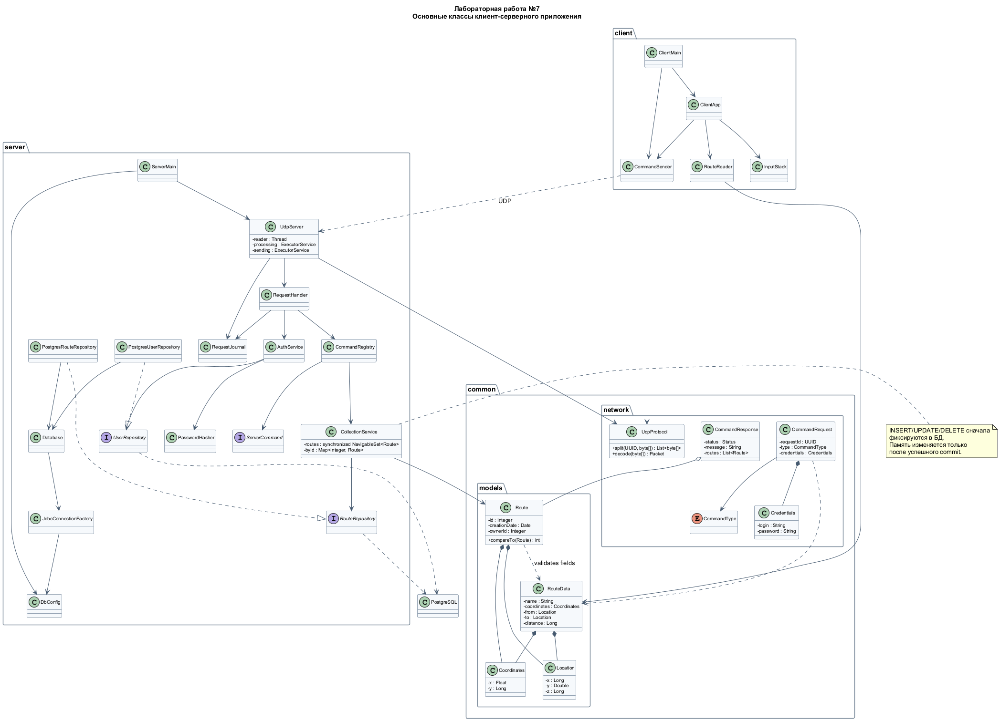 Лабораторная работа №7
Основные классы клиент-серверного приложения
client
C ClientMain
C ClientApp
C CommandSender
C RouteReader
C InputStack
server
C ServerMain
UDP
C UdpServer
-reader : Thread
-processing : ExecutorService
-sending : ExecutorService
C RequestHandler
C PostgresRouteRepository
C PostgresUserRepository
C RequestJournal
C AuthService
C CommandRegistry
C Database
I UserRepository
C PasswordHasher
I ServerCommand
C CollectionService
-routes : synchronized NavigableSet<Route>
-byId : Map<Integer, Route>
C JdbcConnectionFactory
I RouteRepository
C DbConfig
C PostgreSQL
common
network
C UdpProtocol
+split(UUID, byte[]) : List<byte[]>
+decode(byte[]) : Packet
C CommandResponse
-status : Status
-message : String
-routes : List<Route>
C CommandRequest
-requestId : UUID
-type : CommandType
-credentials : Credentials
E CommandType
C Credentials
-login : String
-password : String
models
C Route
-id : Integer
-creationDate : Date
-ownerId : Integer
+compareTo(Route) : int
validates fields
C RouteData
-name : String
-coordinates : Coordinates
-from : Location
-to : Location
-distance : Long
C Coordinates
-x : Float
-y : Long
C Location
-x : Long
-y : Double
-z : Long
INSERT/UPDATE/DELETE сначала
фиксируются в БД.
Память изменяется только
после успешного commit.